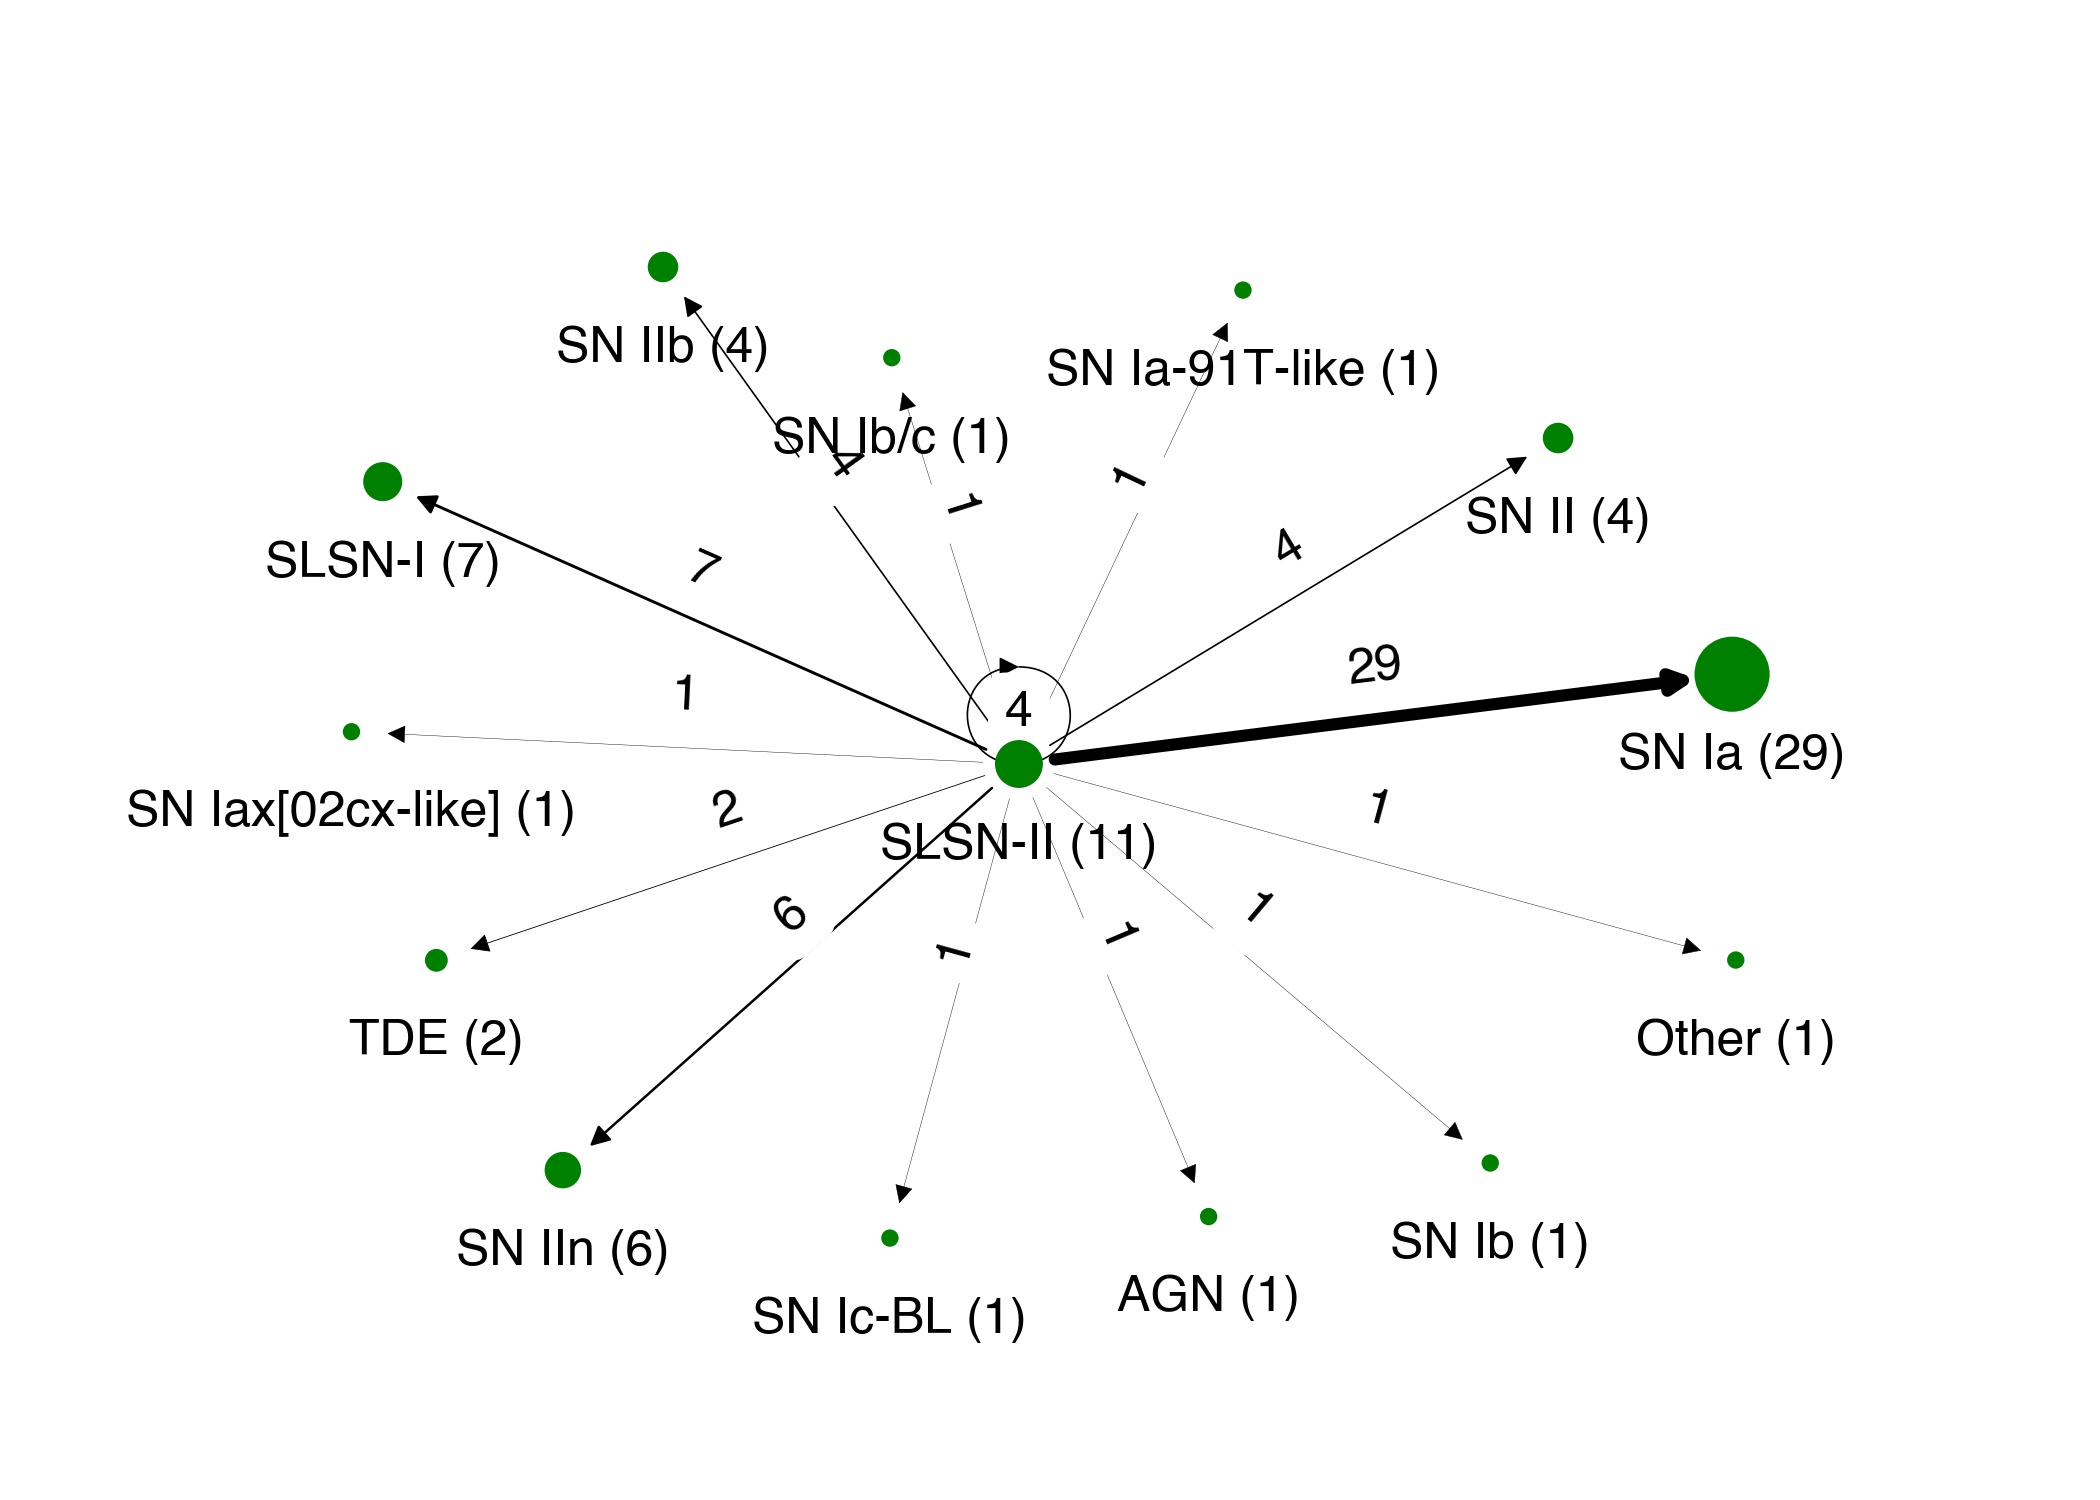 SN IIb (4)
SN Ia-91T-like (1)
SN Ib/c (1)
4
1
1
SN II (4)
4
SLSN-I (7)
7
29
1
4
SN Ia (29)
SN Iax[02cx-like] (1)
2
1
SLSN-II (11)
6
1
1
1
TDE (2)
Other (1)
SN IIn (6)
SN Ib (1)
AGN (1)
SN Ic-BL (1)